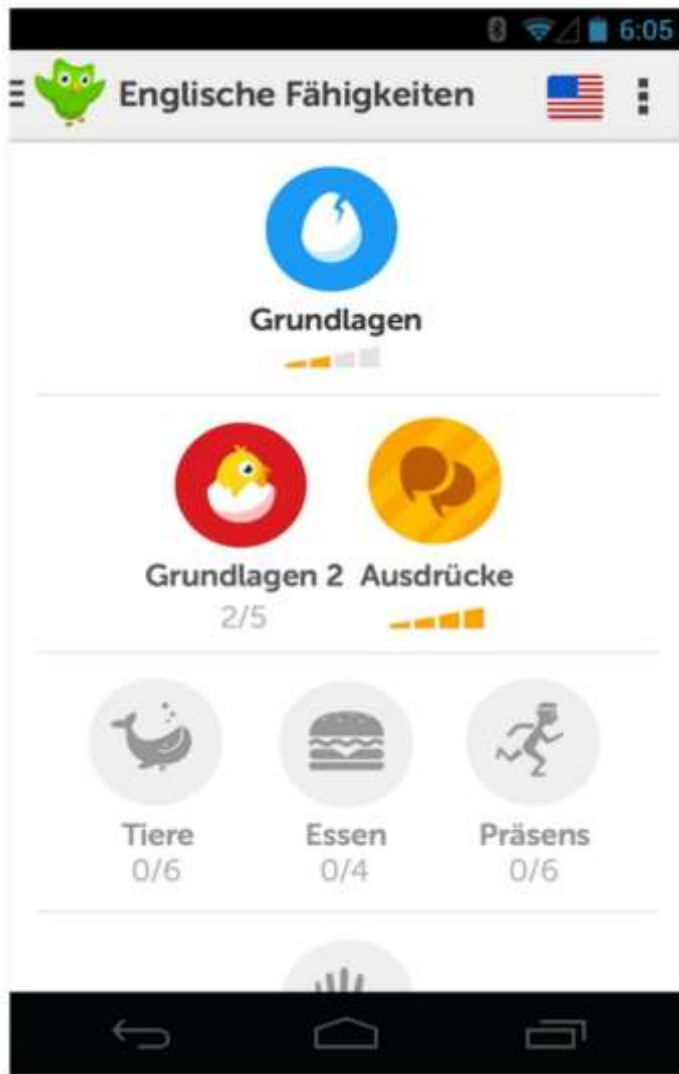 6:05
Englische Fähigkeiten
Grundlagen
Grundlagen 2 Ausdrücke
2/5
Tiere Essen Präsens
0/6 0/4 0/6